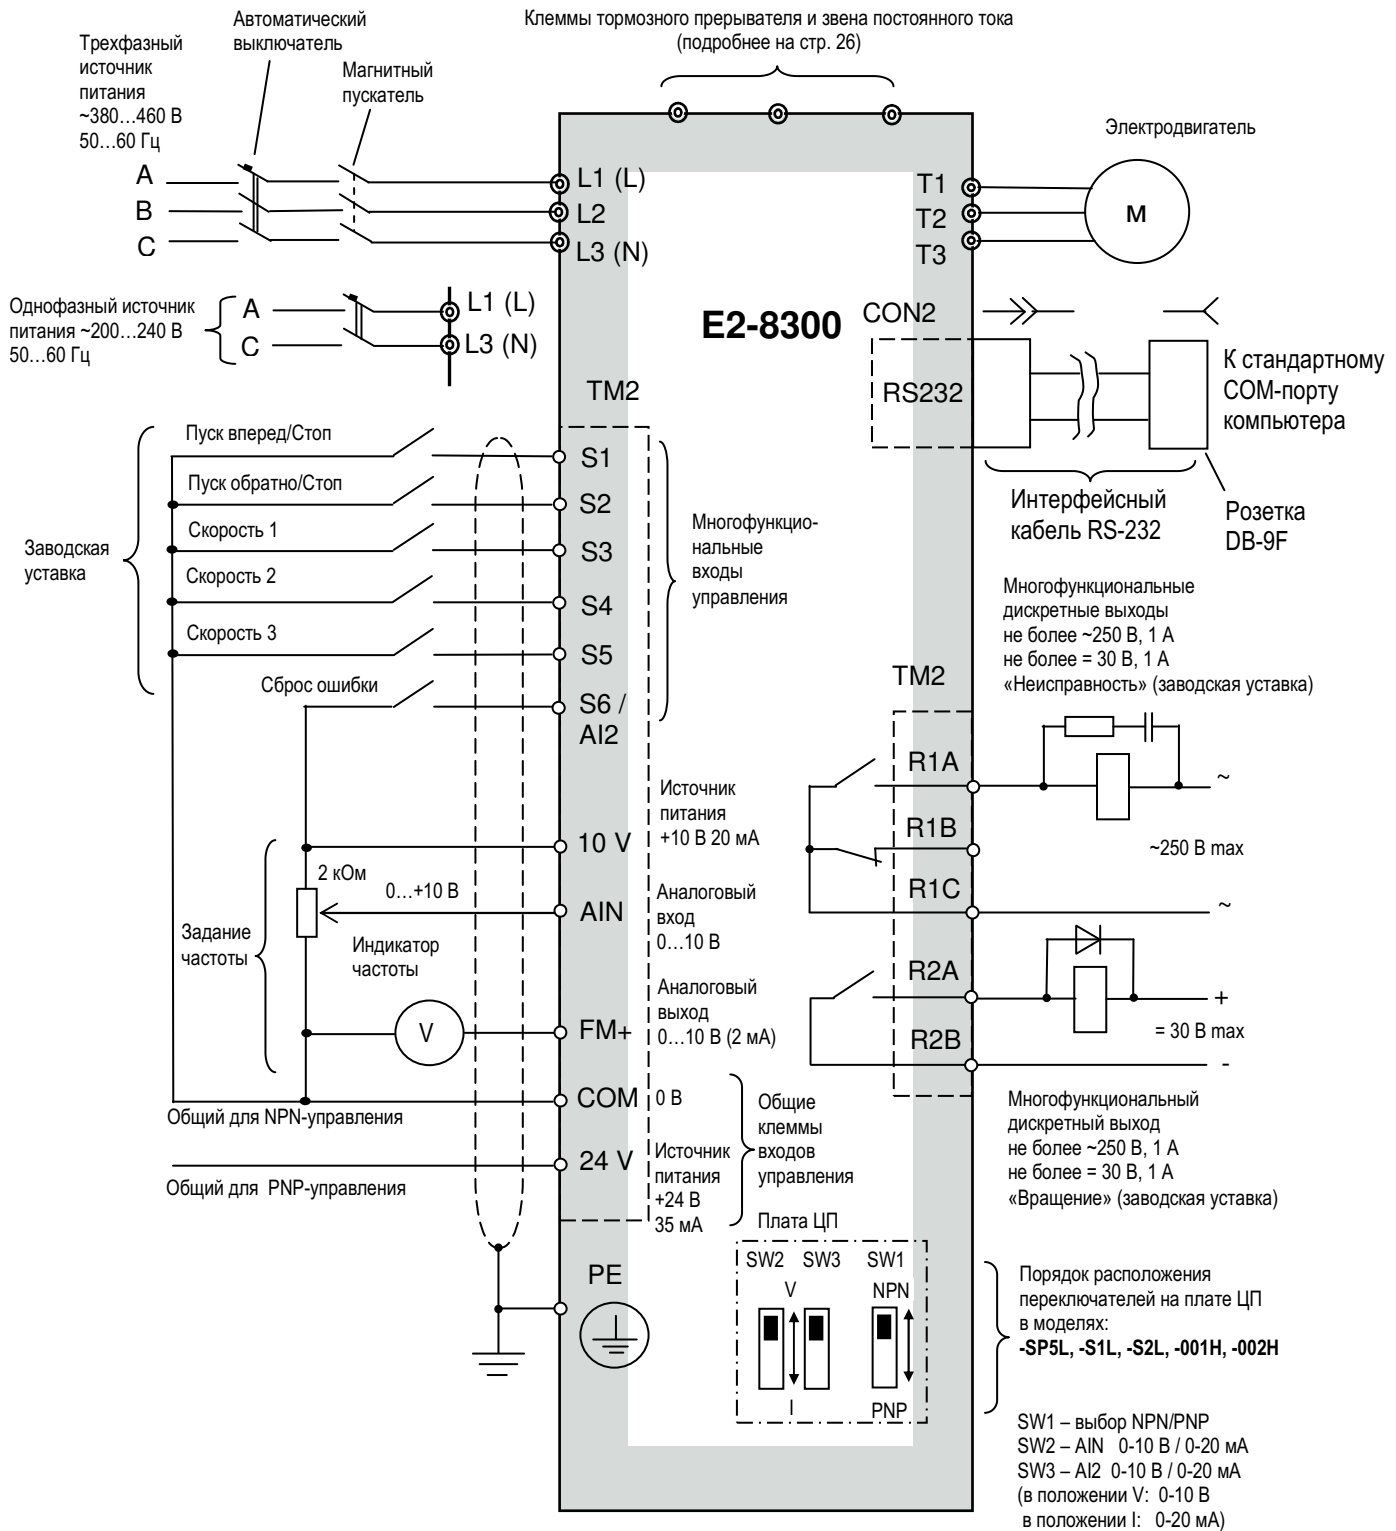 Клеммы тормозного прерывателя и звена постоянного тока
(подробнее на стр. 26)
Автоматический
выключатель
Трехфазный
источник
питания
~380…460 В
50…60 Гц
Магнитный
пускатель
Электродвигатель
A
B
C
L1 (L)
L2
L3 (N)
T1
T2
T3
M
Однофазный источник
питания ~200…240 В
50…60 Гц
A
C
L1 (L)
L3 (N)
E2-8300
CON2
RS232
К стандартному
COM-порту
компьютера
Интерфейсный
кабель RS-232
Розетка
DB-9F
TM2
Заводская
уставка
Пуск вперед/Стоп
S1
Пуск обратно/Стоп
S2
Скорость 1
S3
Скорость 2
S4
Скорость 3
S5
Сброс ошибки
S6 /
AI2
Многофункцио-
нальные
входы
управления
Многофункциональные
дискретные выходы
не более ~250 В, 1 А
не более = 30 В, 1 А
«Неисправность» (заводская уставка)
TM2
R1A
~
R1B
~250 В max
R1C
~
R2A
+
= 30 В max
R2B
-
Источник
питания
+10 В 20 мА
10 V
2 кОм
0…+10 В
AIN
Аналоговый
вход
0…10 В
Задание
частоты
Индикатор
частоты
V
FM+
Аналоговый
выход
0…10 В (2 мА)
COM
0 В
Общий для NPN-управления
24 V
Источник
питания
+24 В
35 мА
Общий для PNP-управления
Общие
клеммы
входов
управления
Многофункциональный
дискретный выход
не более ~250 В, 1 А
не более = 30 В, 1 А
«Вращение» (заводская уставка)
PE
Плата ЦП
SW2 SW3 SW1
V NPN
I PNP
Порядок расположения
переключателей на плате ЦП
в моделях:
-SP5L, -S1L, -S2L, -001H, -002H
SW1 – выбор NPN/PNP
SW2 – AIN 0-10 В / 0-20 мА
SW3 – AI2 0-10 В / 0-20 мА
(в положении V: 0-10 В
в положении I: 0-20 мА)